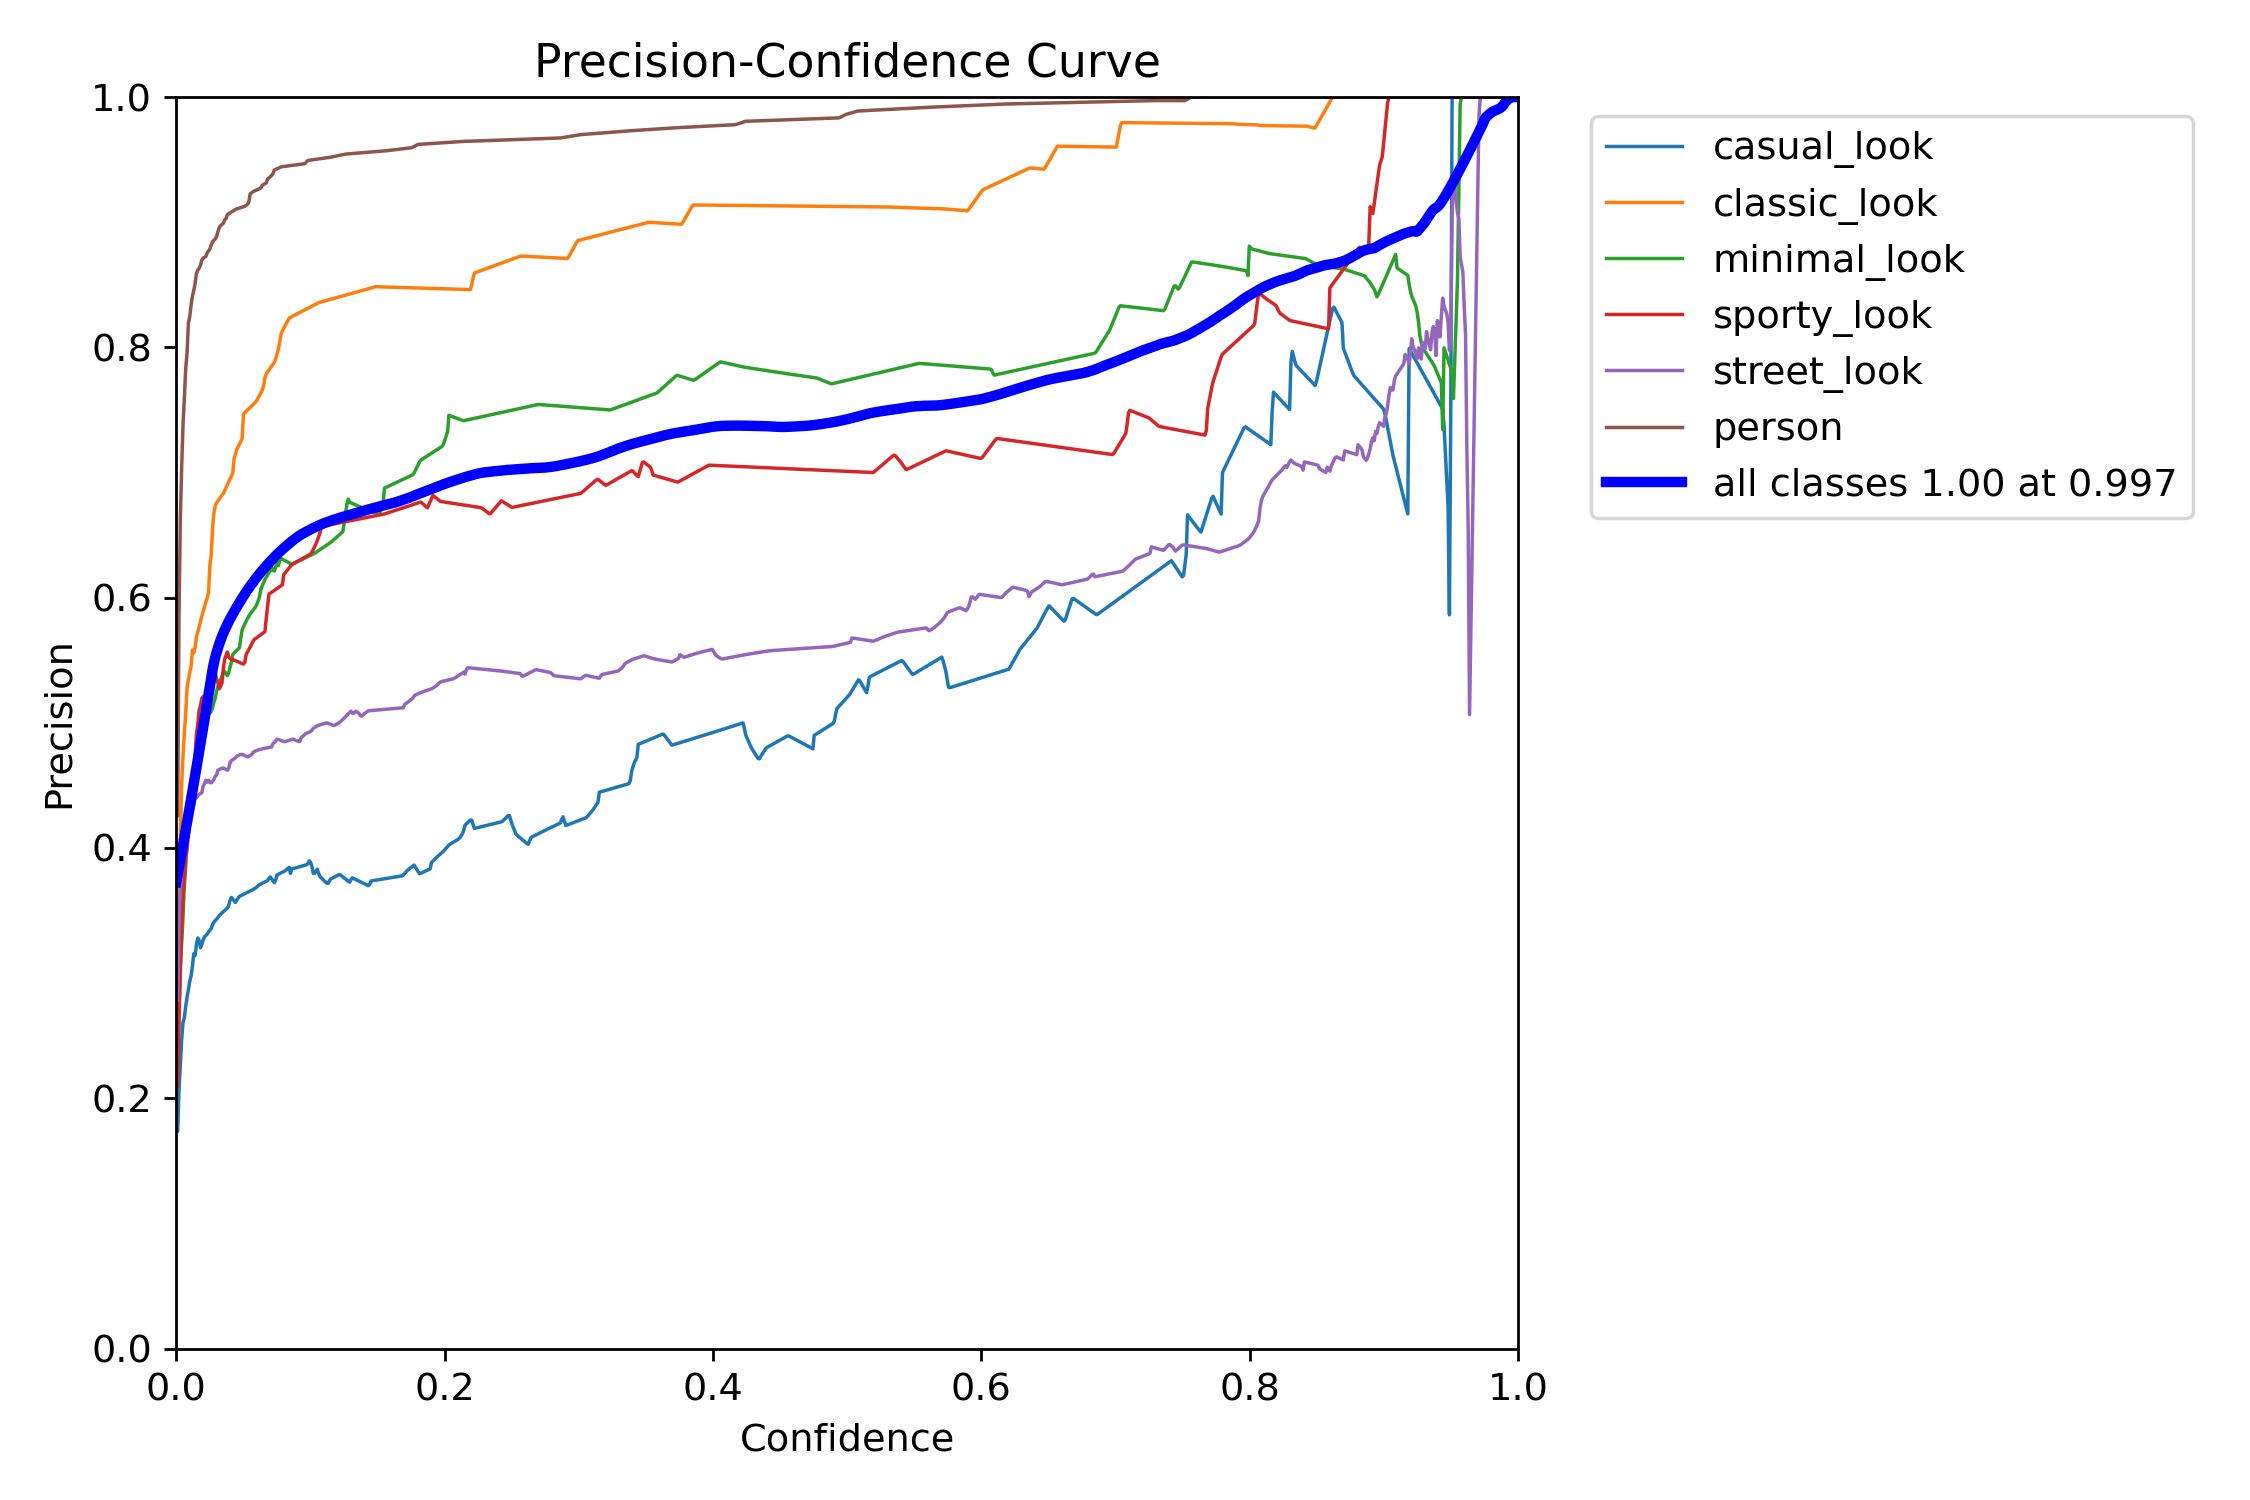 Precision-Confidence Curve
1.0
0.8
0.6
0.4
0.2
0.0
Precision
0.0 0.2 0.4 0.6 0.8 1.0
Confidence
casual_look
classic_look
minimal_look
sporty_look
street_look
person
all classes 1.00 at 0.997